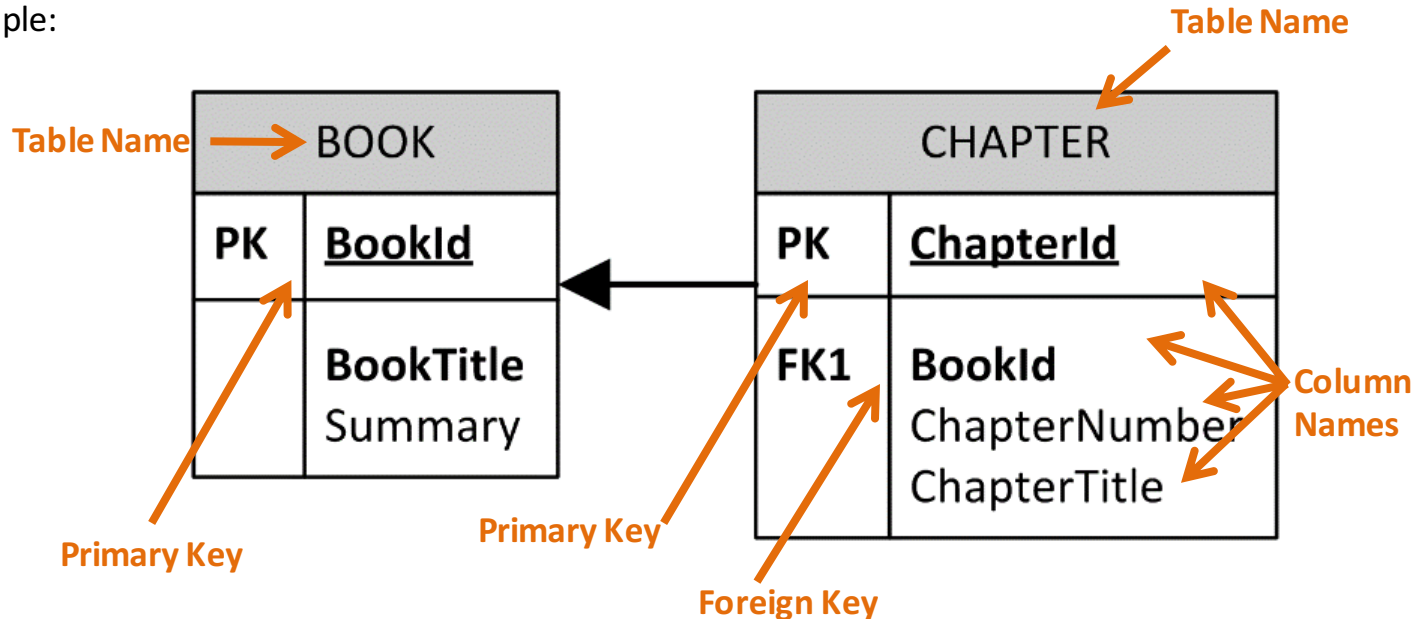 ple:
Table Name
Table Name
BOOK
CHAPTER
PK
BookId
PK
ChapterId
BookTitle
Summary
FK1
BookId
ChapterNumber
ChapterTitle
Column
Names
Primary Key
Primary Key
Foreign Key